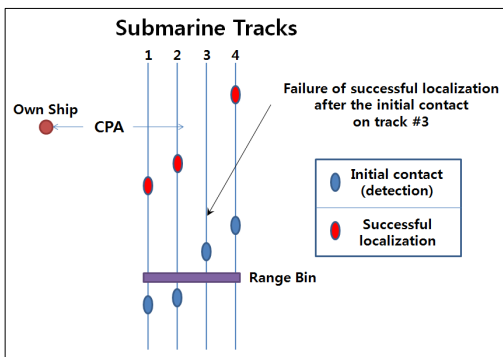 Submarine Tracks
1 2 3 4
Own Ship
CPA
Failure of successful localization
after the initial contact
on track #3
Initial contact
(detection)
Successful
localization
Range Bin